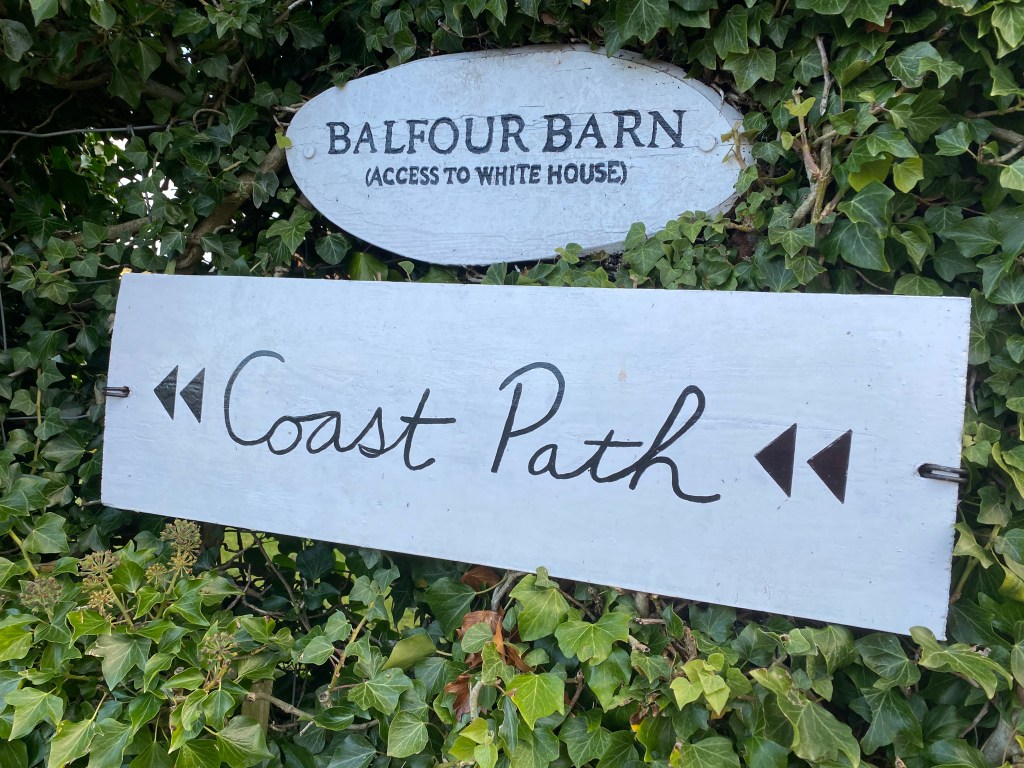 BALFOUR BARN
(ACCESS TO WHITE HOUSE)
Coast Path